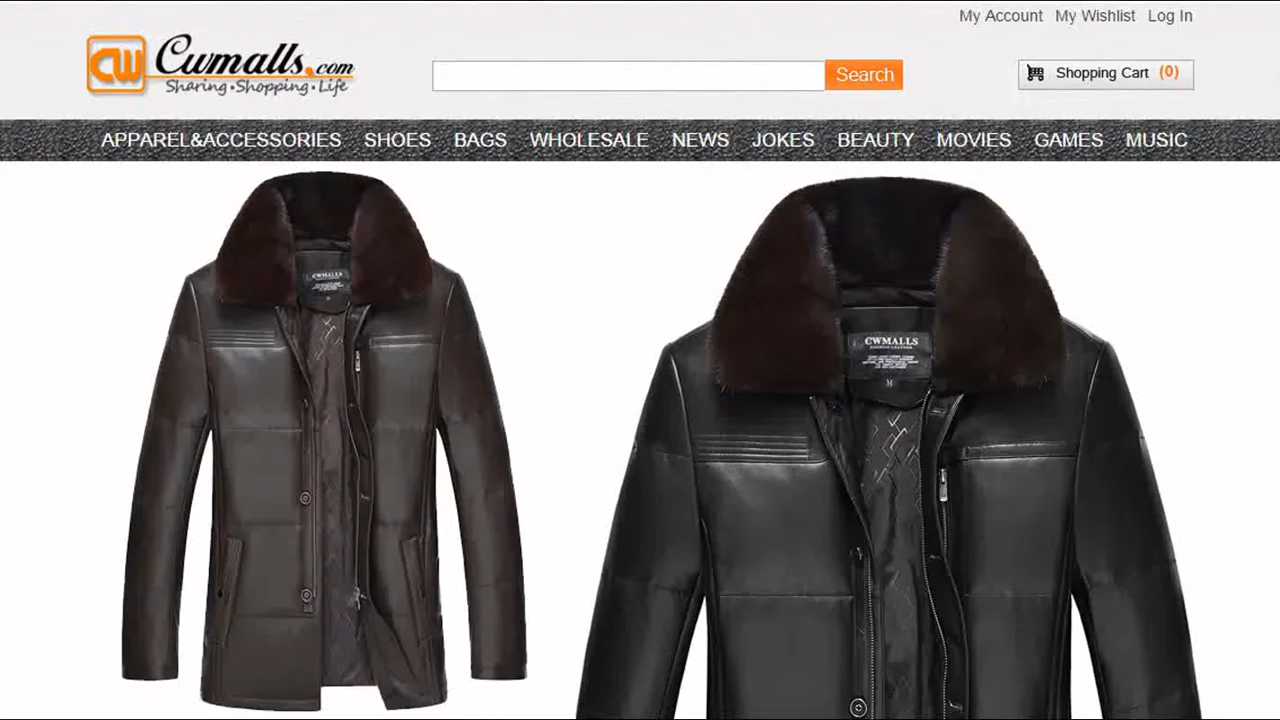 My Account My Wishlist Log In
CW Cwmalls.com
Sharing•Shopping•Life
Search
Shopping Cart (0)
APPAREL&ACCESSORIES SHOES BAGS WHOLESALE NEWS JOKES BEAUTY MOVIES GAMES MUSIC
CWMALLS
CWMALLS
M